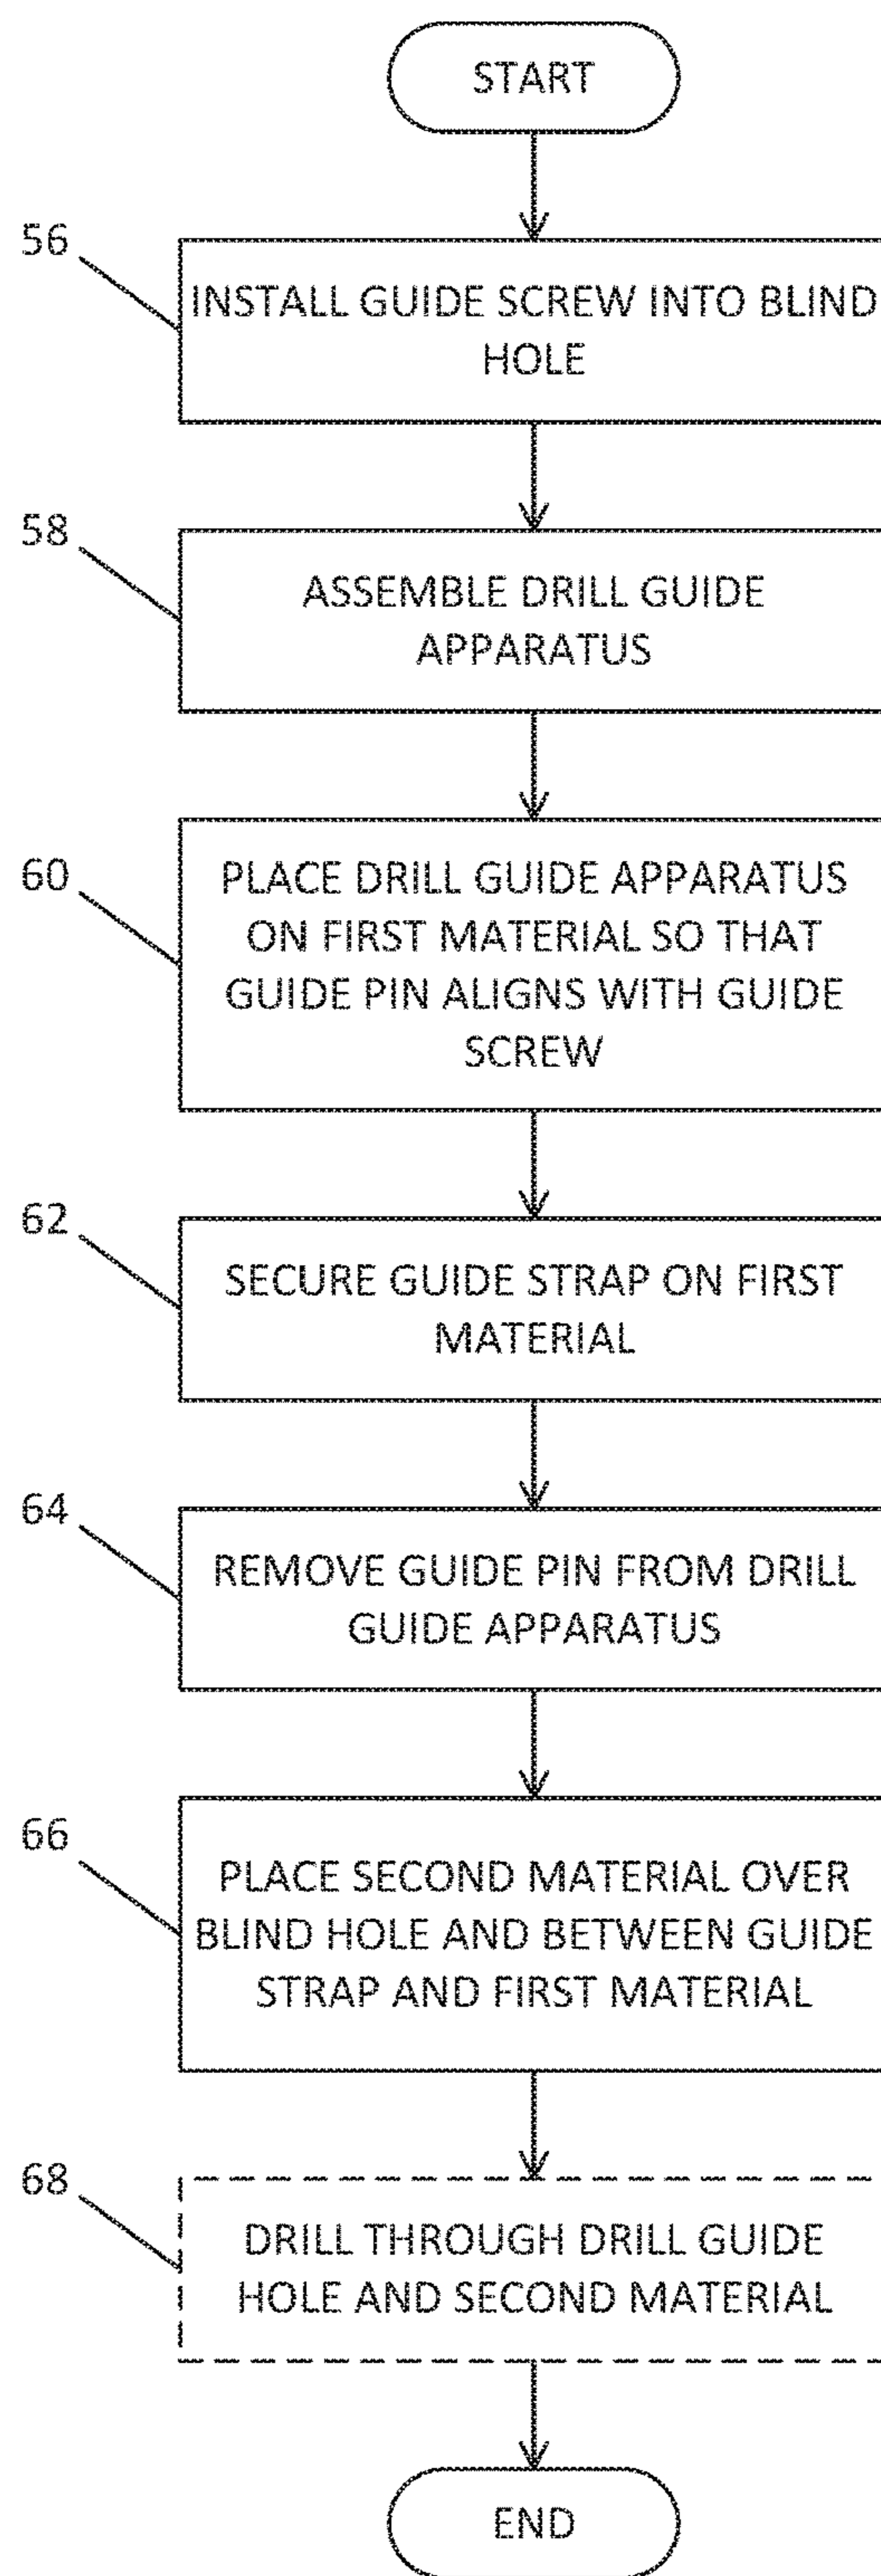 START
56
INSTALL GUIDE SCREW INTO BLIND
HOLE
58
ASSEMBLE DRILL GUIDE
APPARATUS
60
PLACE DRILL GUIDE APPARATUS
ON FIRST MATERIAL SO THAT
GUIDE PIN ALIGNS WITH GUIDE
SCREW
62
SECURE GUIDE STRAP ON FIRST
MATERIAL
64
REMOVE GUIDE PIN FROM DRILL
GUIDE APPARATUS
66
PLACE SECOND MATERIAL OVER
BLIND HOLE AND BETWEEN GUIDE
STRAP AND FIRST MATERIAL
68
DRILL THROUGH DRILL GUIDE
HOLE AND SECOND MATERIAL
END